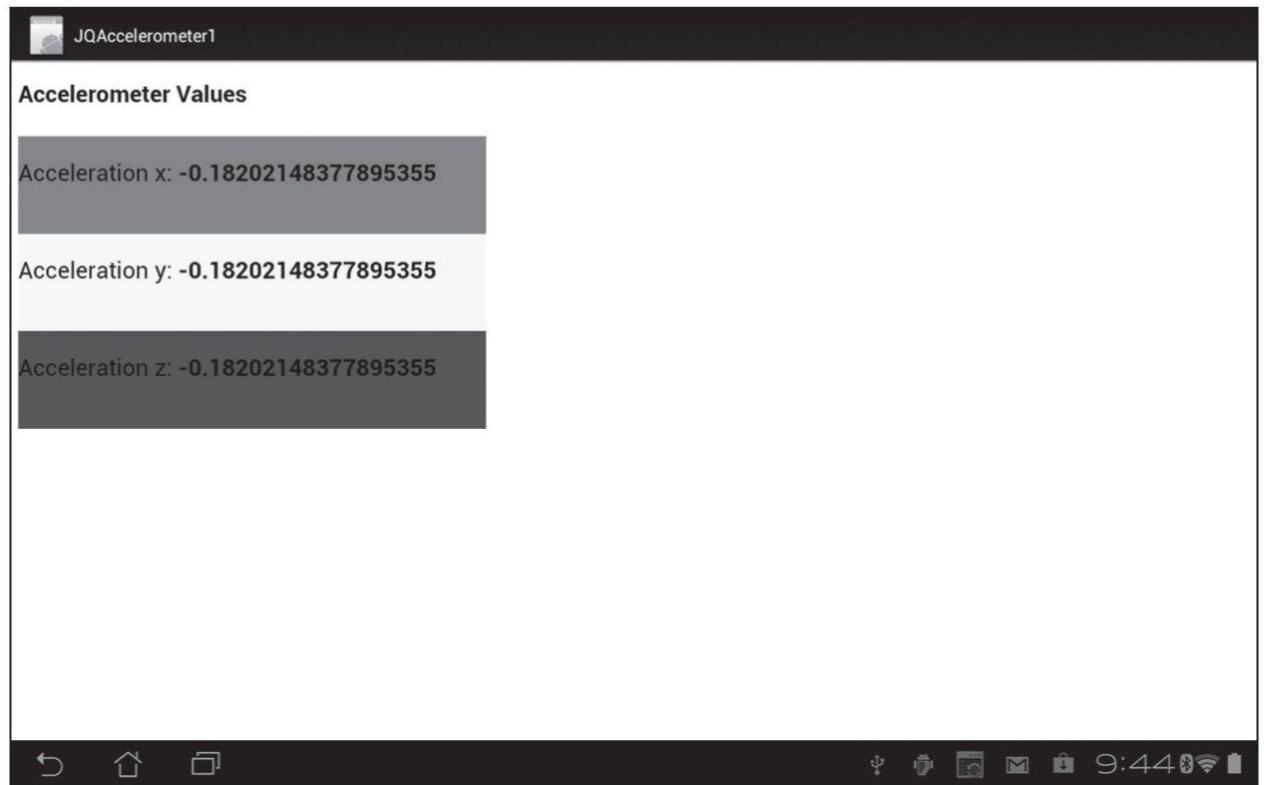 JQAccelerometer1
Accelerometer Values
Acceleration x: -0.18202148377895355
Acceleration y: -0.18202148377895355
Acceleration z: -0.18202148377895355
9:44